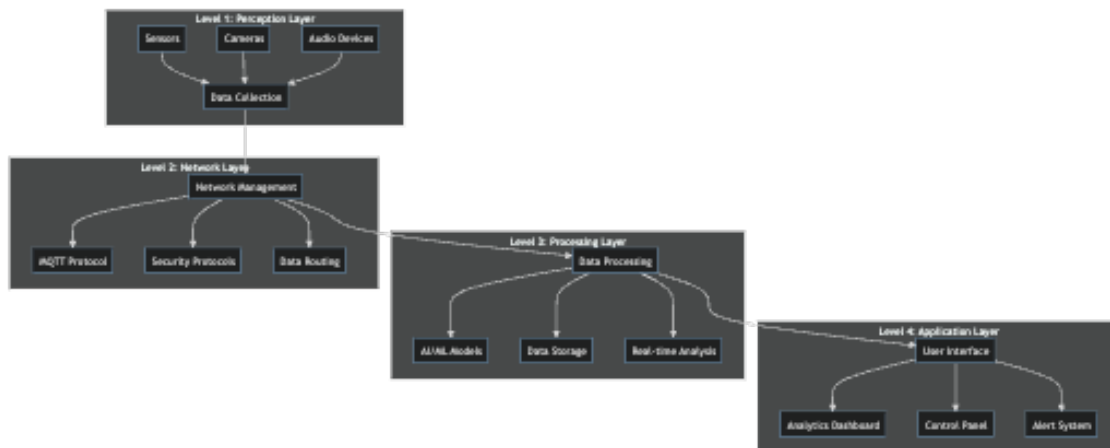 Level 1: Perception Layer
Sensors
Cameras
Audio Devices
Data Collection
Level 2: Network Layer
Network Management
MQTT Protocol
Security Protocols
Data Routing
Level 3: Processing Layer
Data Processing
AI/ML Models
Data Storage
Real-time Analysis
Level 4: Application Layer
User Interface
Analytics Dashboard
Control Panel
Alert System